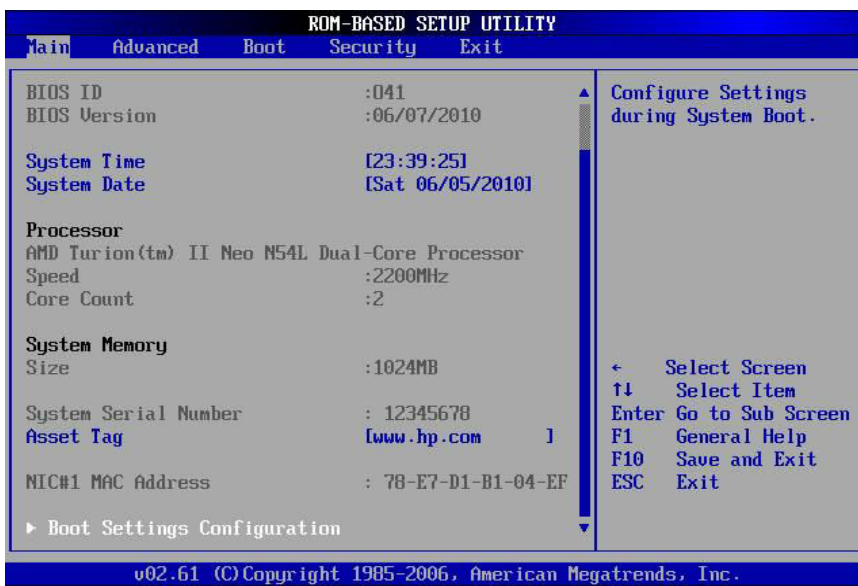 ROM-BASED SETUP UTILITY
Main Advanced Boot Security Exit
BIOS ID :041
BIOS Version :06/07/2010
System Time [23:39:25]
System Date [Sat 06/05/2010]
Processor
AMD Turion(tm) II Neo N54L Dual-Core Processor
Speed :2200MHz
Core Count :2
System Memory
Size :1024MB
System Serial Number : 12345678
Asset Tag [www.hp.com ]
NIC#1 MAC Address : 78-E7-D1-B1-04-EF
▶ Boot Settings Configuration
Configure Settings
during System Boot.
← Select Screen
↑↓ Select Item
Enter Go to Sub Screen
F1 General Help
F10 Save and Exit
ESC Exit
v02.61 (C)Copyright 1985-2006, American Megatrends, Inc.